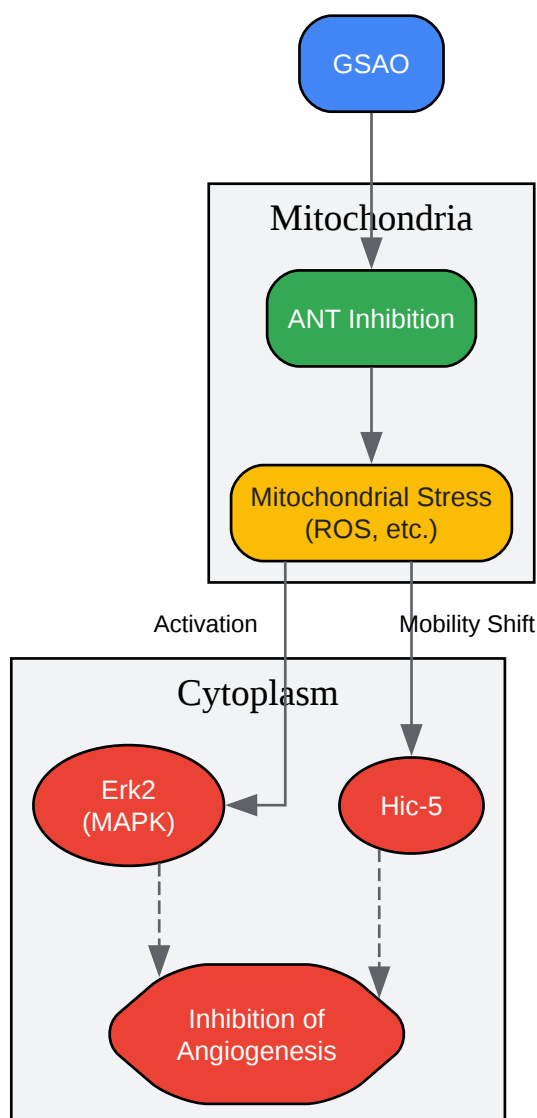 GSAO
Mitochondria
ANT Inhibition
Mitochondrial Stress
(ROS, etc.)
Activation
Mobility Shift
Cytoplasm
Erk2
(MAPK)
Hic-5
Inhibition of
Angiogenesis